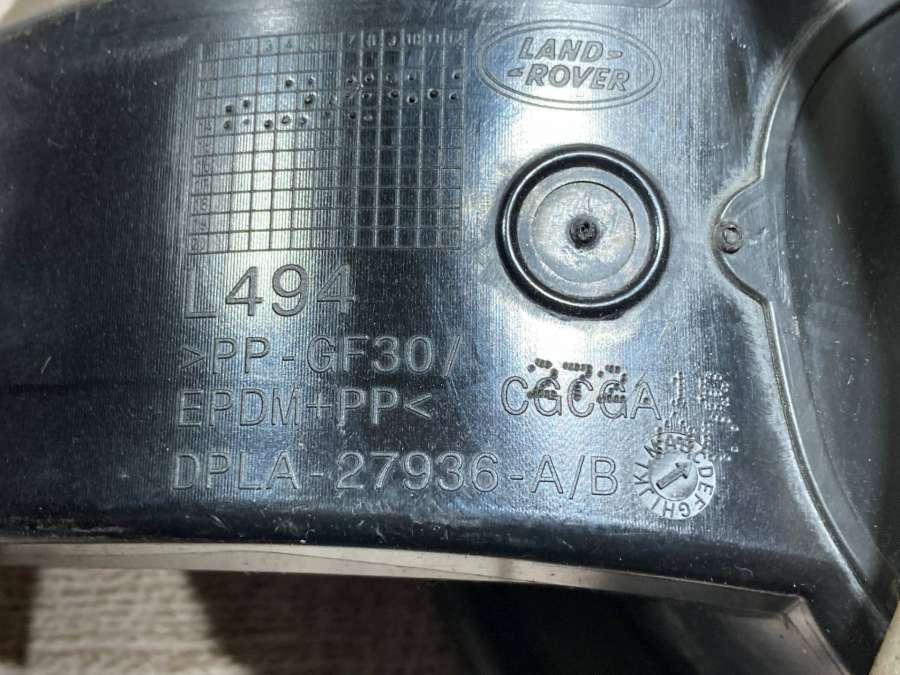 LAND-
-ROVER
L494
>PP-GF30/
EPDM+PP<
CGCGA
DPLA-27936-A/B